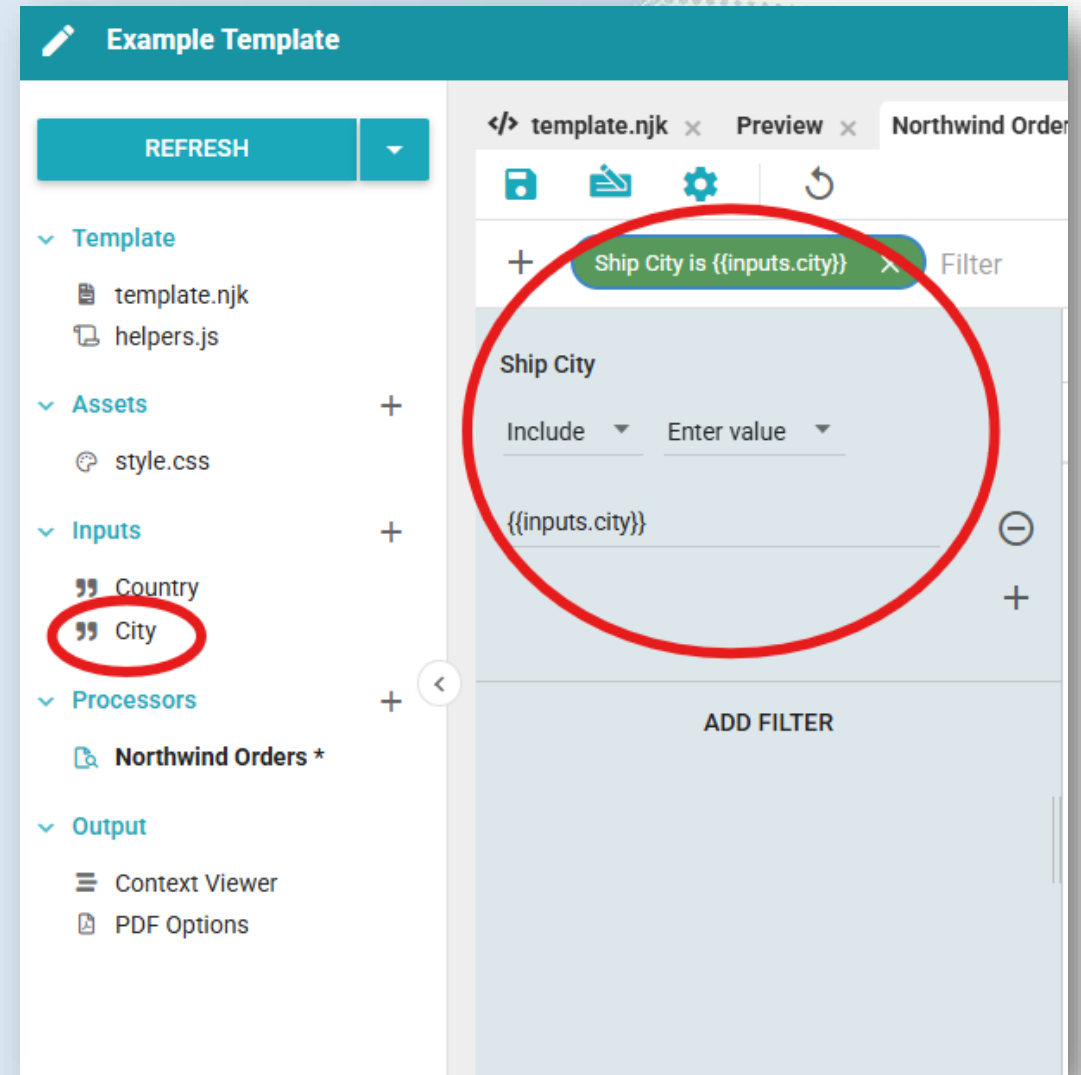 Example Template
REFRESH
Template
template.njk
helpers.js
Assets
style.css
Inputs
Country
City
Processors
Northwind Orders *
Output
Context Viewer
PDF Options
</> template.njk × Preview × Northwind Order
Ship City is {{inputs.city}} × Filter
Ship City
Include Enter value
{{inputs.city}}
ADD FILTER